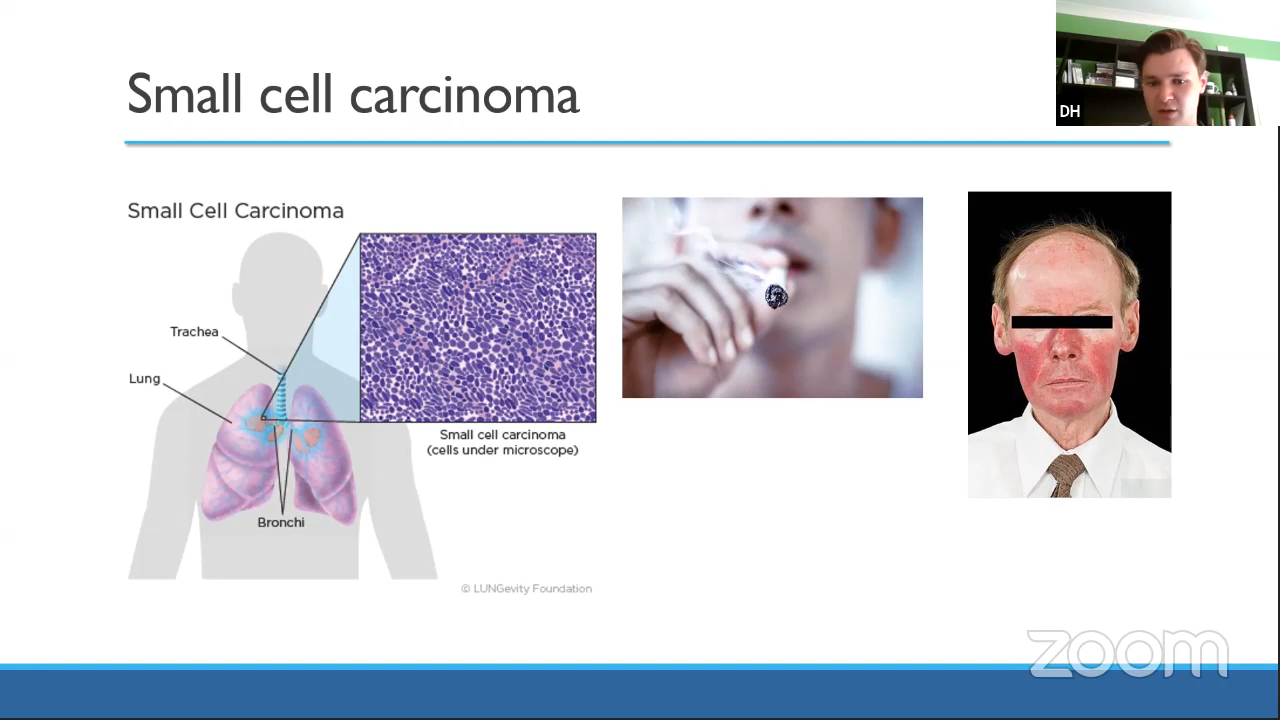 Small cell carcinoma
DH
Small Cell Carcinoma
Trachea
Lung
Small cell carcinoma
(cells under microscope)
Bronchi
© LUNGevity Foundation
zoom